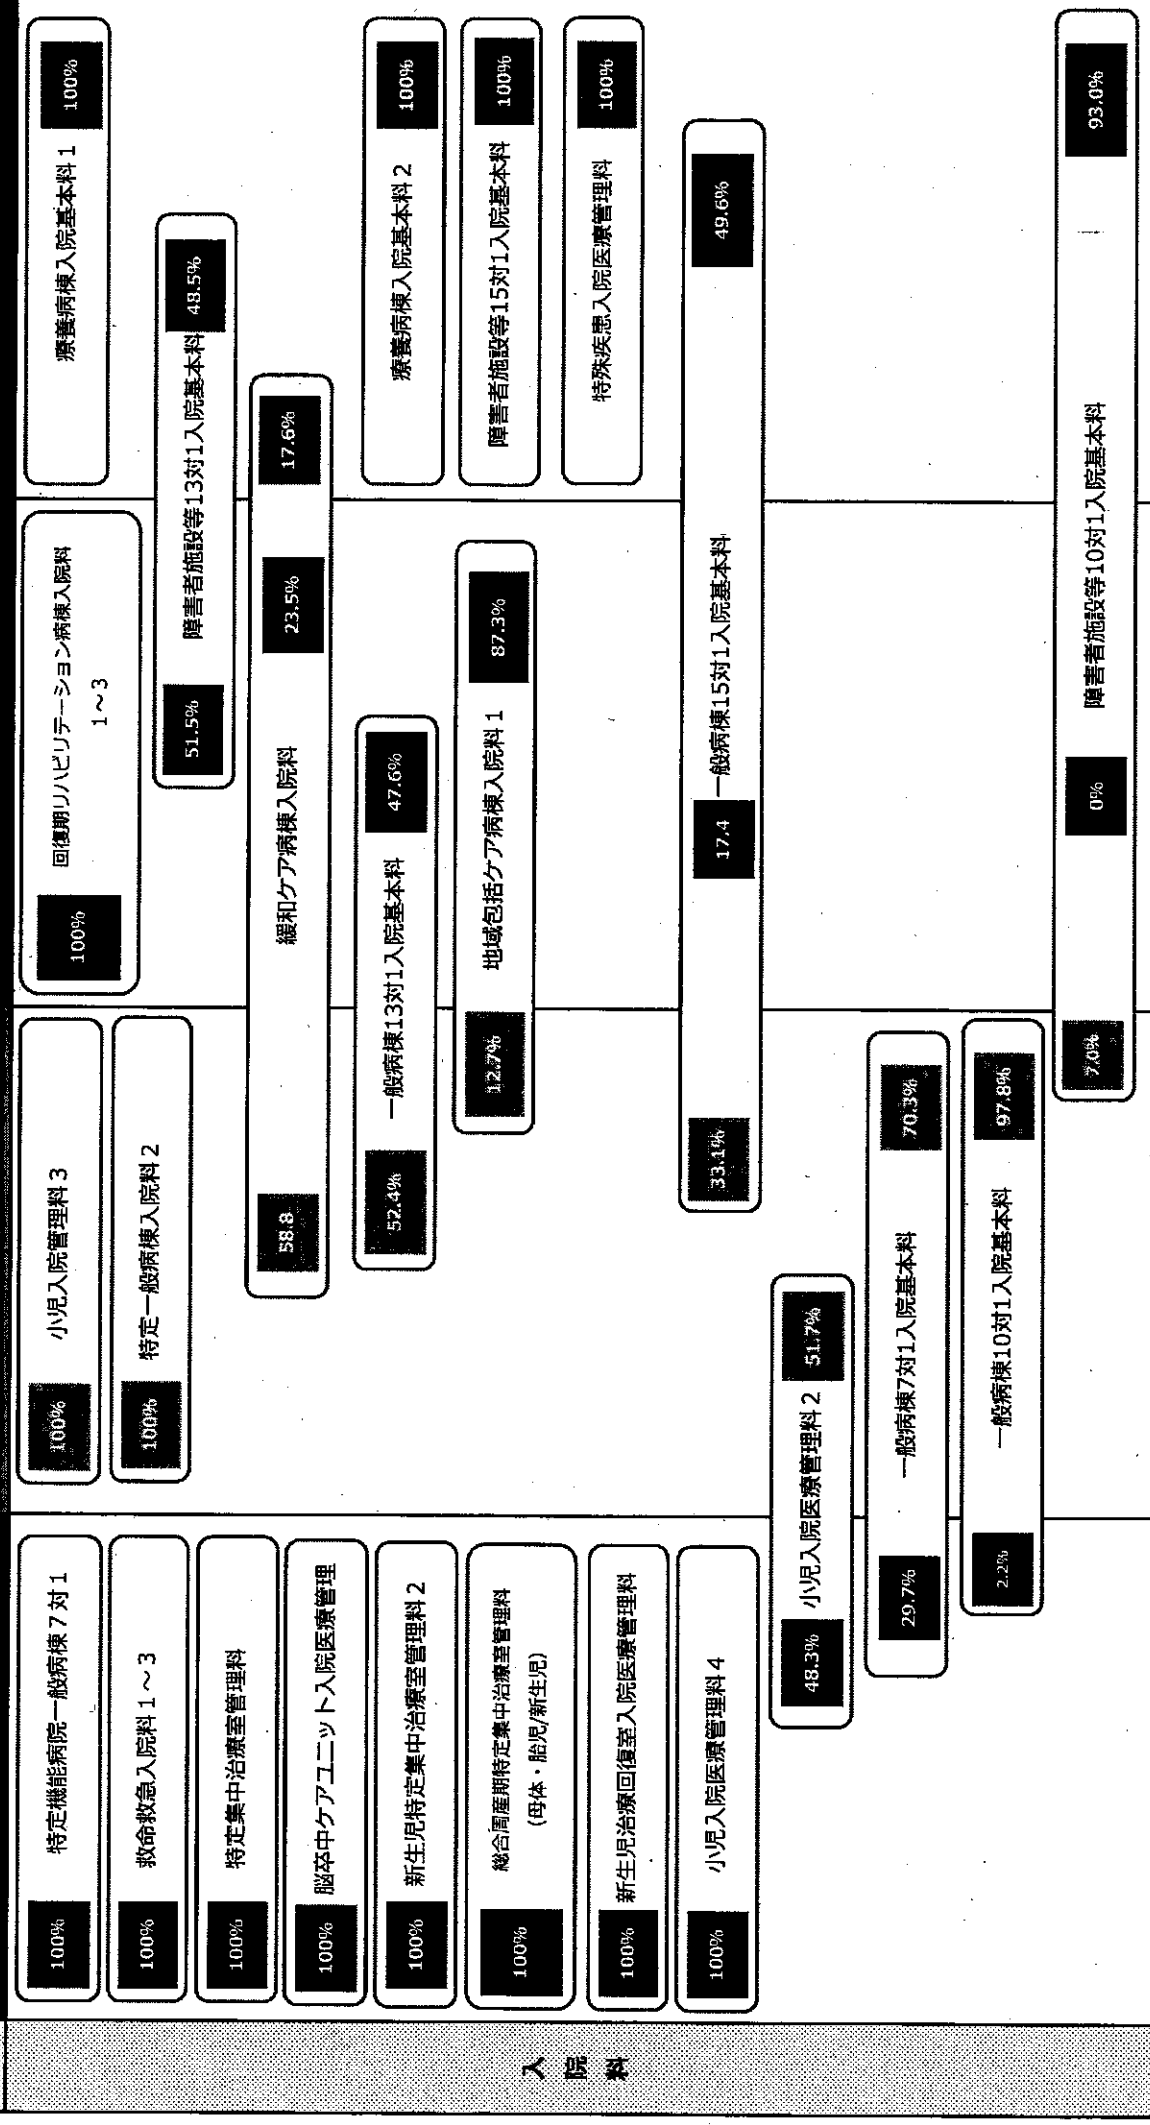 入院料
100% 特定機能病院一般病棟７対１
100% 救命救急入院料１～３
100% 特定集中治療室管理料
100% 脳卒中ケアユニット入院医療管理
100% 新生児特定集中治療室管理料２
100% 総合周産期特定集中治療室管理料
(母体・胎児/新生児)
100% 新生児治療回復室入院医療管理料
100% 小児入院医療管理料４
48.3% 小児入院医療管理料２ 51.7%
29.7% 一般病棟7対1入院基本料 70.3%
2.2% 一般病棟10対1入院基本料 97.8%
100% 小児入院管理料３
100% 特定一般病棟入院料２
58.8 緩和ケア病棟入院料 23.5% 17.6%
52.4% 一般病棟13対1入院基本料 47.6%
12.7% 地域包括ケア病棟入院料１ 87.3%
33.1% 17.4 一般病棟15対1入院基本料 49.6%
7.0% 0% 障害者施設等10対1入院基本料 93.0%
100% 回復期リハビリテーション病棟入院料
１～３
51.5% 障害者施設等13対1入院基本料 48.5%
療養病棟入院基本料１ 100%
療養病棟入院基本料２ 100%
障害者施設等15対1入院基本料 100%
特殊疾患入院医療管理料 100%